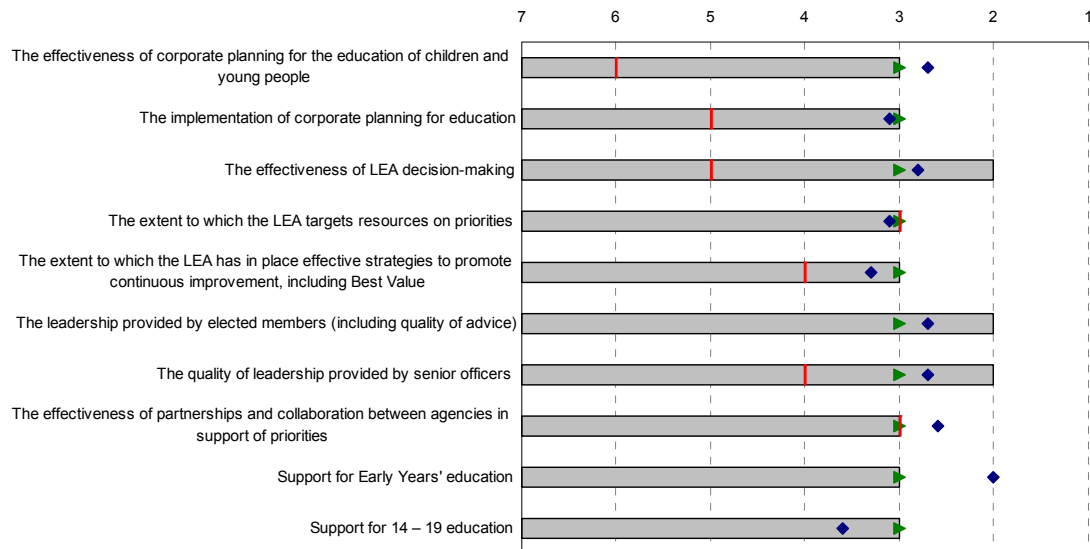 7 6 5 4 3 2 1
The effectiveness of corporate planning for the education of children and
young people
The implementation of corporate planning for education
The effectiveness of LEA decision-making
The extent to which the LEA targets resources on priorities
The extent to which the LEA has in place effective strategies to promote
continuous improvement, including Best Value
The leadership provided by elected members (including quality of advice)
The quality of leadership provided by senior officers
The effectiveness of partnerships and collaboration between agencies in
support of priorities
Support for Early Years' education
Support for 14 – 19 education